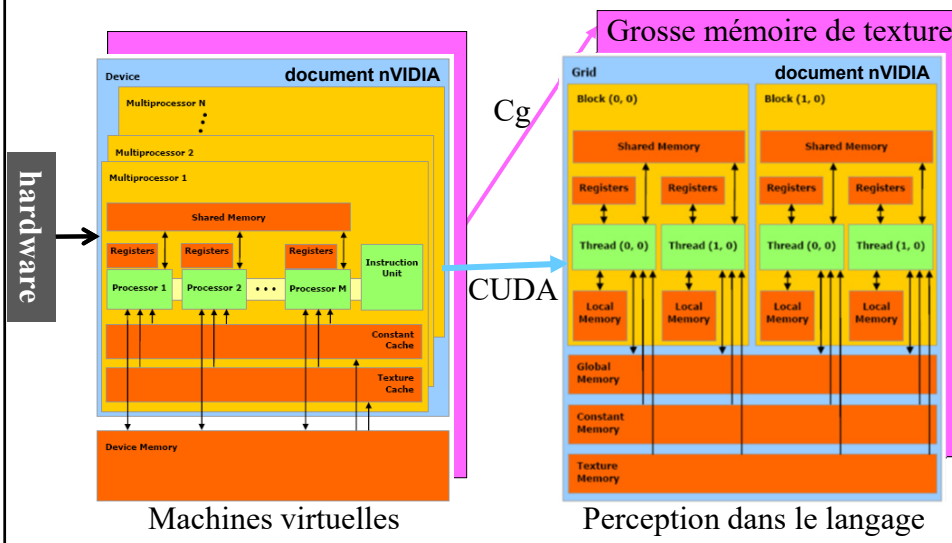 Grosse mémoire de texture
Device
document nVIDIA
Multiprocessor N
Multiprocessor 2
Multiprocessor 1
Shared Memory
Registers
Registers
Registers
Processor 1
Processor 2
Processor M
Instruction
Unit
Constant
Cache
Texture
Cache
Device Memory
hardware
Machines virtuelles
Cg
CUDA
Grid
document nVIDIA
Block (0, 0)
Block (1, 0)
Shared Memory
Shared Memory
Registers
Registers
Registers
Registers
Thread (0, 0)
Thread (1, 0)
Thread (0, 0)
Thread (1, 0)
Local
Memory
Local
Memory
Local
Memory
Local
Memory
Global
Memory
Constant
Memory
Texture
Memory
Perception dans le langage